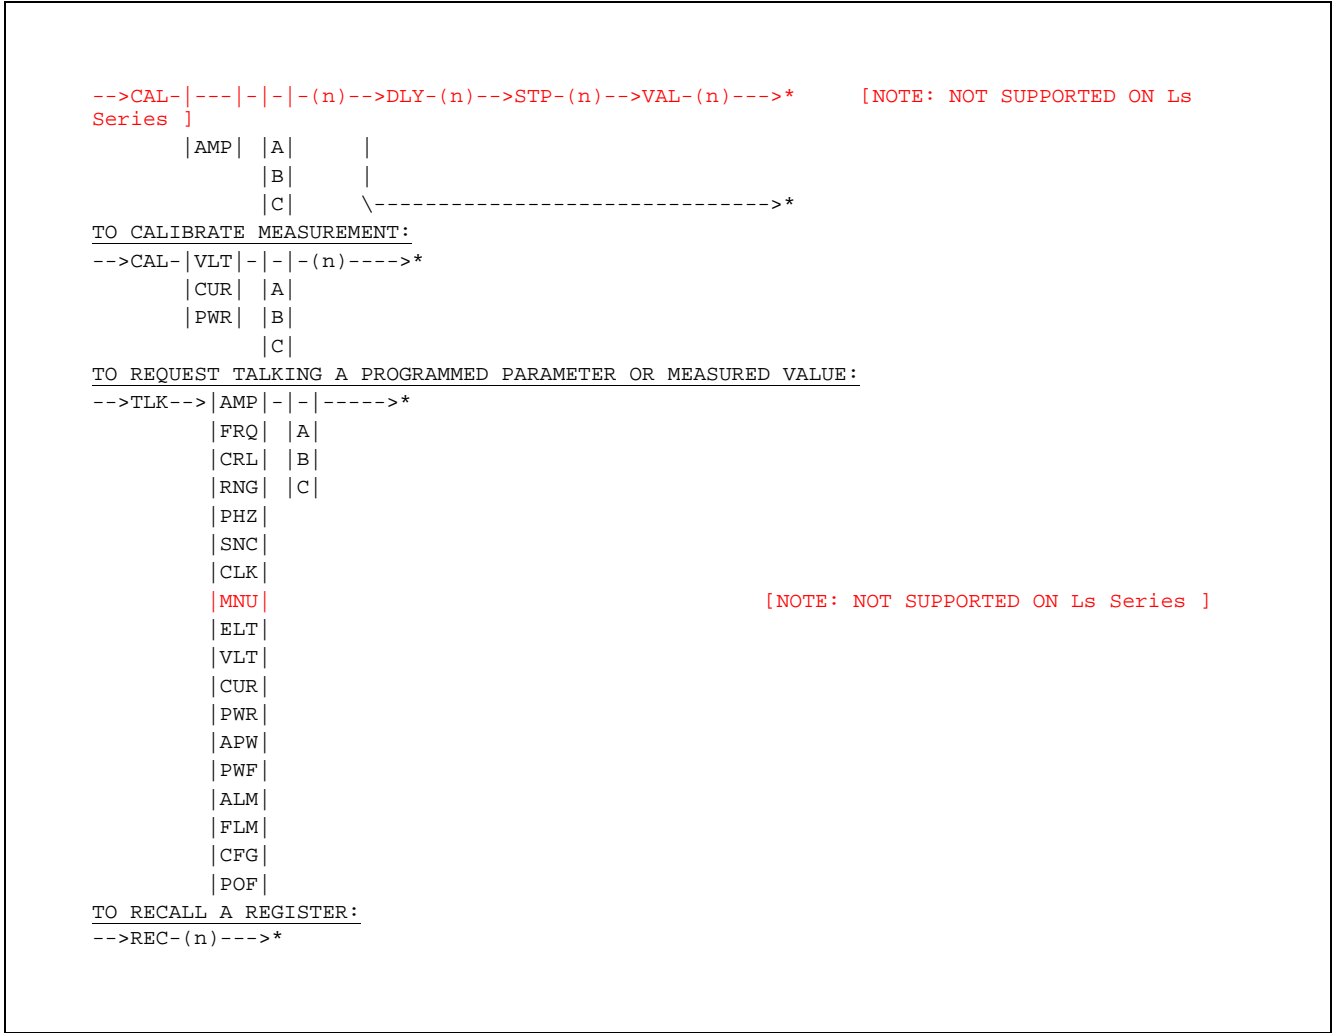 -->CAL-|---|-|-|-(n)-->DLY-(n)-->STP-(n)-->VAL-(n)--->*     [NOTE: NOT SUPPORTED ON Ls
Series ]
       |AMP| |A|     |
             |B|     |
             |C|     \------------------------------->*
TO CALIBRATE MEASUREMENT:
-->CAL-|VLT|-|-|-(n)---->*
       |CUR| |A|
       |PWR| |B|
             |C|
TO REQUEST TALKING A PROGRAMMED PARAMETER OR MEASURED VALUE:
-->TLK-->|AMP|-|-|----->*
         |FRQ| |A|
         |CRL| |B|
         |RNG| |C|
         |PHZ|
         |SNC|
         |CLK|
         |MNU|                                       [NOTE: NOT SUPPORTED ON Ls Series ]
         |ELT|
         |VLT|
         |CUR|
         |PWR|
         |APW|
         |PWF|
         |ALM|
         |FLM|
         |CFG|
         |POF|
TO RECALL A REGISTER:
-->REC-(n)--->*